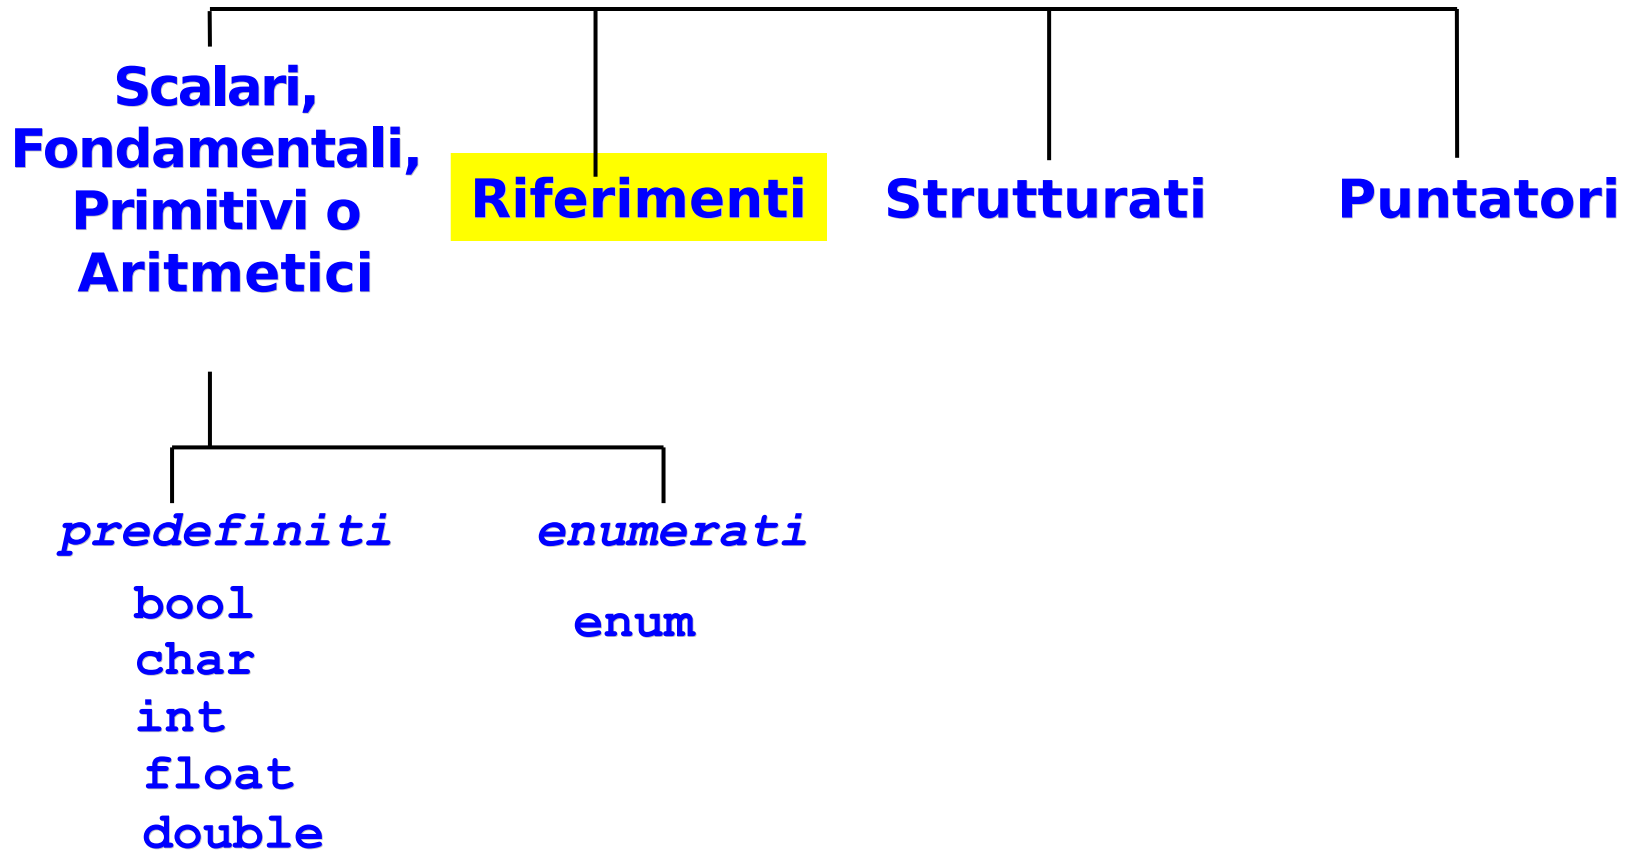 Scalari,
Fondamentali,
Primitivi o
Aritmetici
Riferimenti
Strutturati
Puntatori
predefiniti
bool
char
int
float
double
enumerati
enum